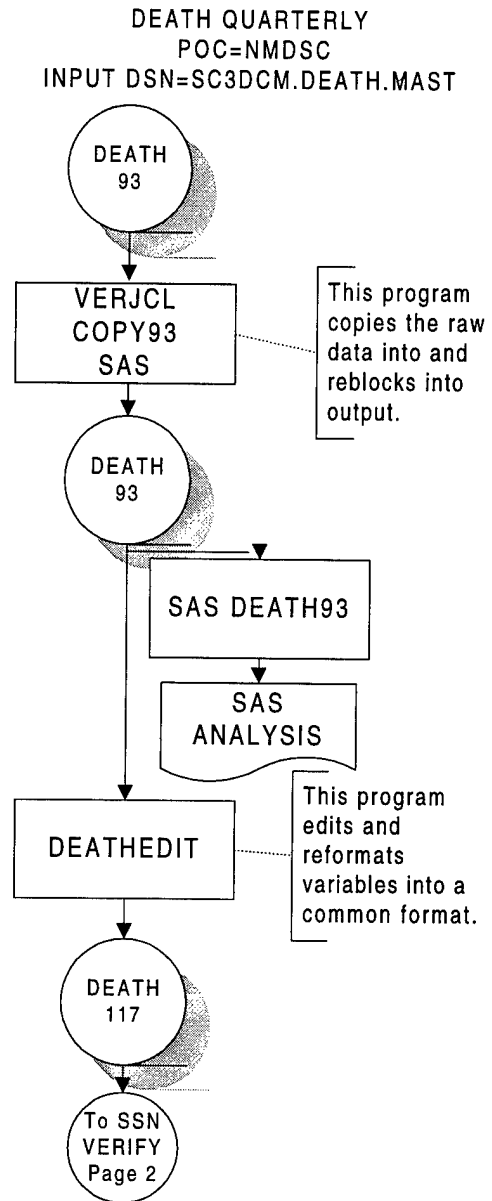 DEATH QUARTERLY
POC=NMDSC
INPUT DSN=SC3DCM.DEATH.MAST
DEATH
93
VERJCL
COPY93
SAS
This program
copies the raw
data into and
reblocks into
output.
DEATH
93
SAS DEATH93
SAS
ANALYSIS
DEATHEDIT
This program
edits and
reformats
variables into a
common format.
DEATH
117
To SSN
VERIFY
Page 2